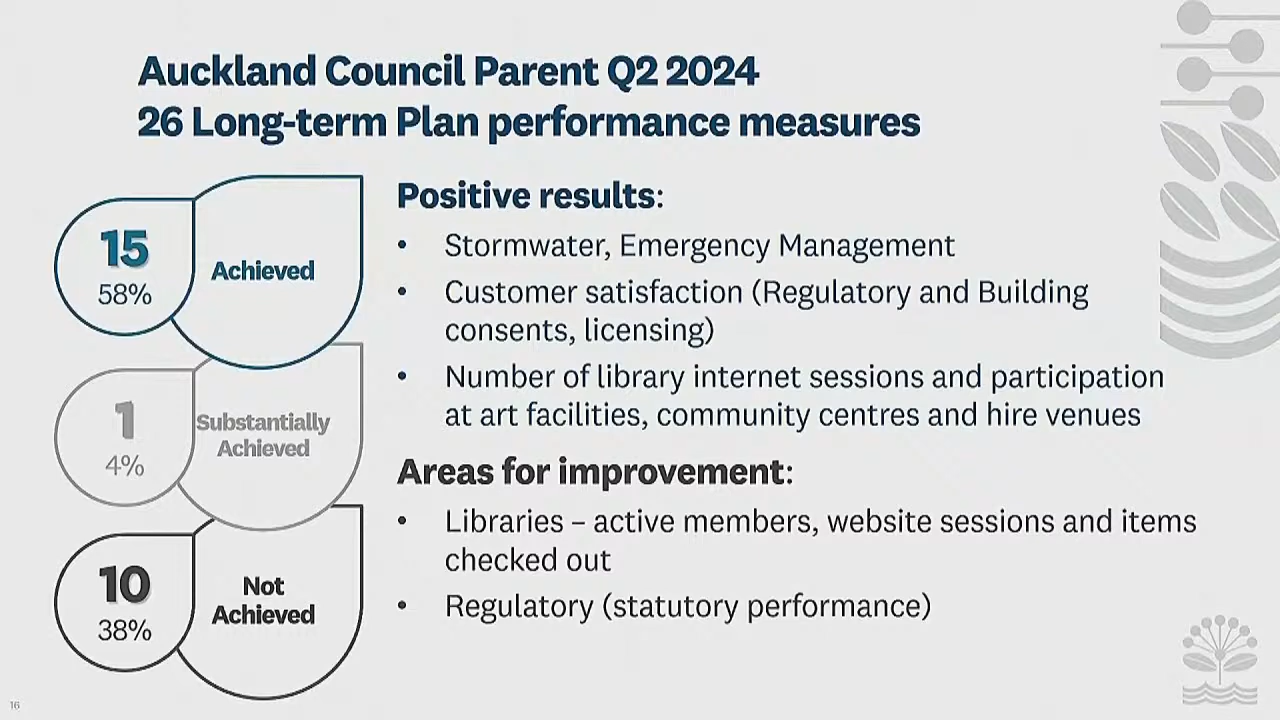 Auckland Council Parent Q2 2024
26 Long-term Plan performance measures
15
58%
Achieved
1
4%
Substantially
Achieved
10
38%
Not
Achieved
Positive results:
• Stormwater, Emergency Management
• Customer satisfaction (Regulatory and Building
consents, licensing)
• Number of library internet sessions and participation
at art facilities, community centres and hire venues
Areas for improvement:
• Libraries – active members, website sessions and items
checked out
• Regulatory (statutory performance)
16